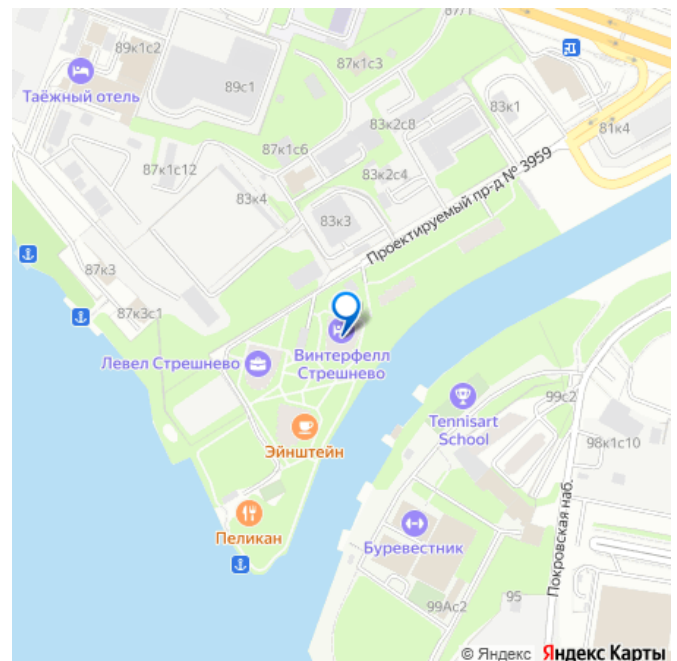 87/1
89к1с2
87к1с3
89с1
Таёжный отель
83к1
83к2с8
81к4
87к1с6
87к1с12
83к2с4
83к4
83к3
Проектируемый пр-д № 3959
87к3
87к3с1
Левел Стрешнево
Винтерфелл
Стрешнево
99с2
Tennisart
School
98к1с10
Эйнштейн
Пеликан
Буревестник
Покровская наб.
95
99Ас2
© Яндекс Яндекс Карты